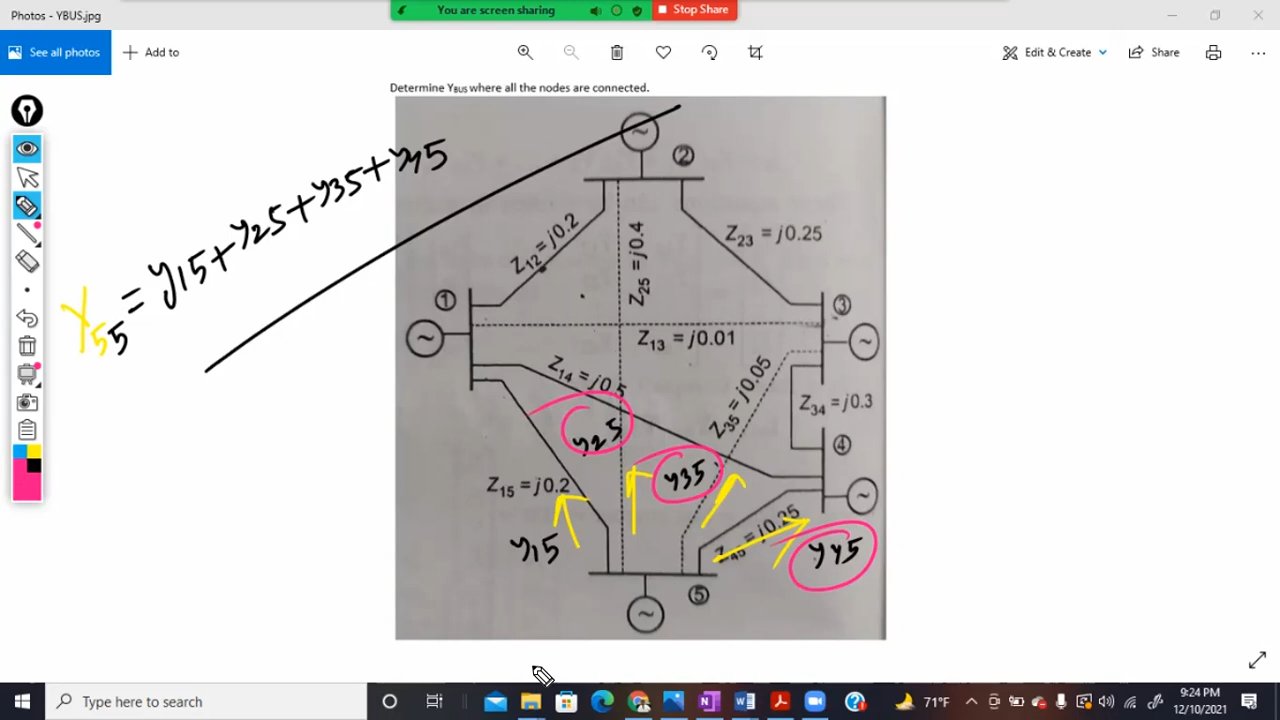 Photos - YBUS.jpg
You are screen sharing
Stop Share
See all photos
Add to
Edit & Create
Share
Determine YBUS where all the nodes are connected.
Y55 = y15+y25+y35+y45
~
2
Z12 = j0.2
Z25 = j0.4
Z23 = j0.25
1
3
~
Z13 = j0.01
~
Z14 = j0.5
Z35 = j0.05
Z34 = j0.3
y25
4
y35
Z15 = j0.2
~
Z45 = j0.25
y15
y45
5
~
Type here to search
71°F
9:24 PM
12/10/2021